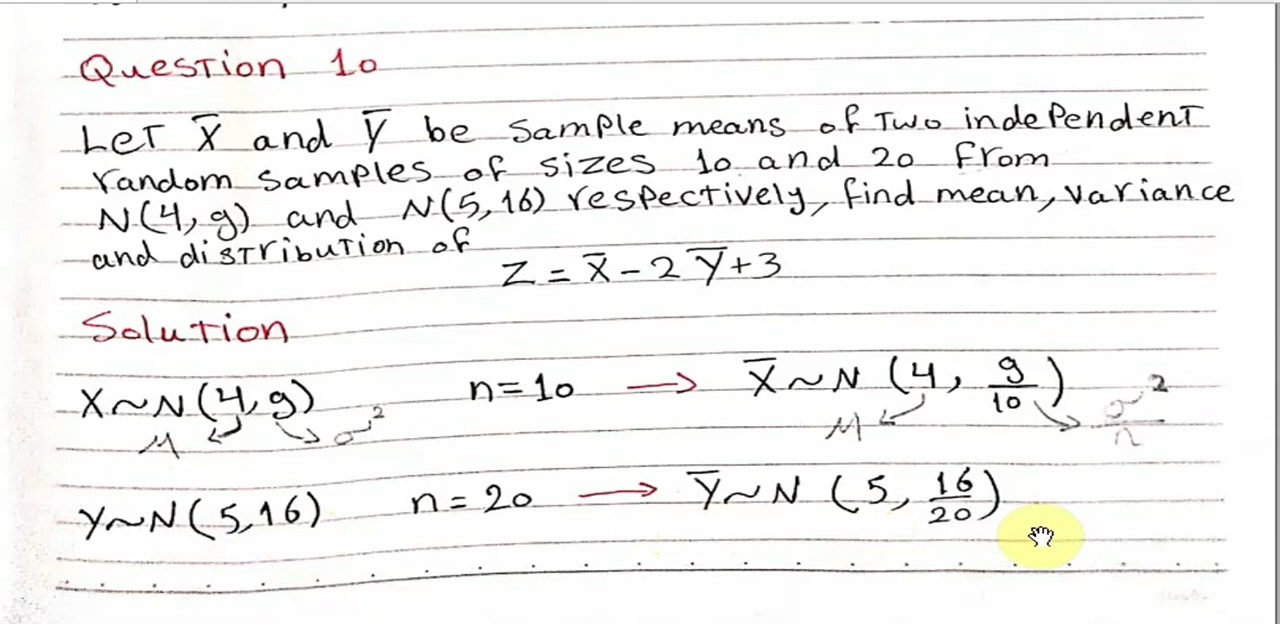 Question 10
Let X̅ and Y̅ be sample means of two independent
random samples of sizes 10 and 20 from
N(4,9) and N(5,16) respectively, find mean, variance
and distribution of
Z = X̅ - 2Y̅ + 3
Solution
X~N(4,9) n=10 → X̅~N(4, 9/10)
M σ² M σ²/n
Y~N(5,16) n=20 → Y̅~N(5, 16/20)